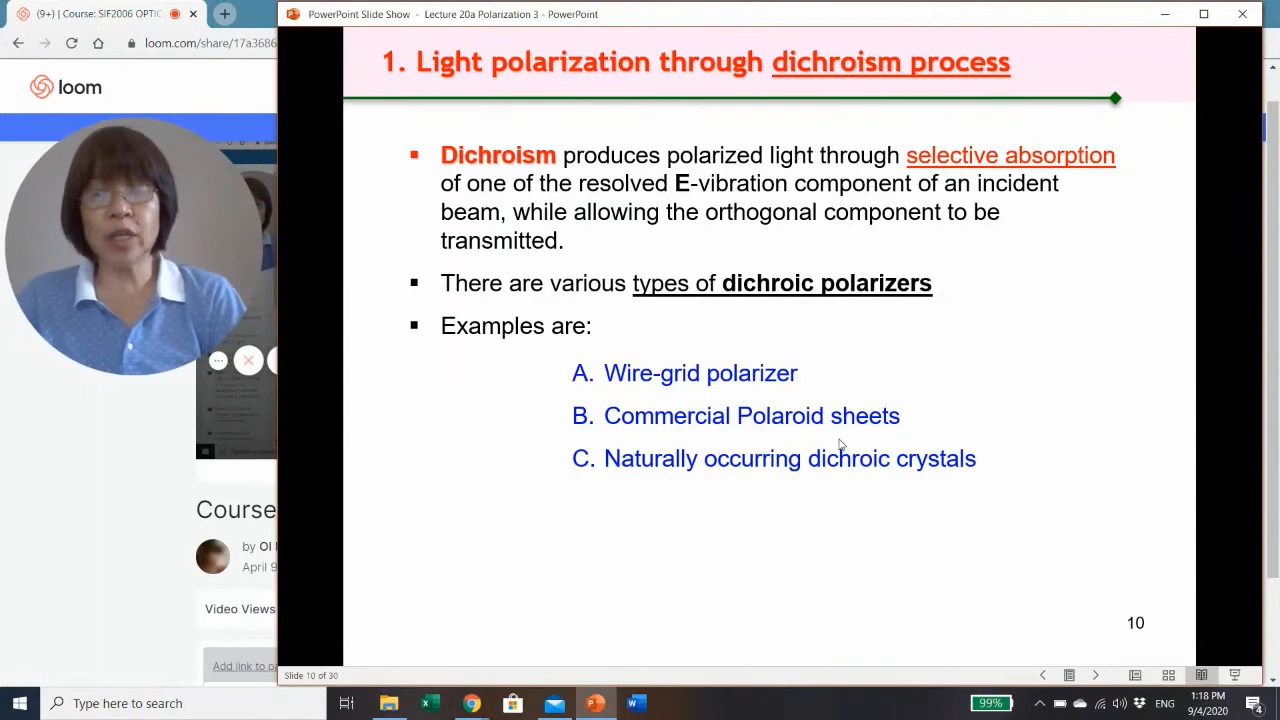 (9+) Course: SIF2006 OPTIC
loom.com/share/17a3686
loom
Course
by OI
April 9
Video Views
Add link to p
PowerPoint Slide Show - Lecture 20a Polarization 3 - PowerPoint
1. Light polarization through dichroism process
▪ Dichroism produces polarized light through selective absorption
of one of the resolved E-vibration component of an incident
beam, while allowing the orthogonal component to be
transmitted.
▪ There are various types of dichroic polarizers
▪ Examples are:
A. Wire-grid polarizer
B. Commercial Polaroid sheets
C. Naturally occurring dichroic crystals
10
Slide 10 of 30
Type here to search
99%
ENG
1:18 PM
9/4/2020
4